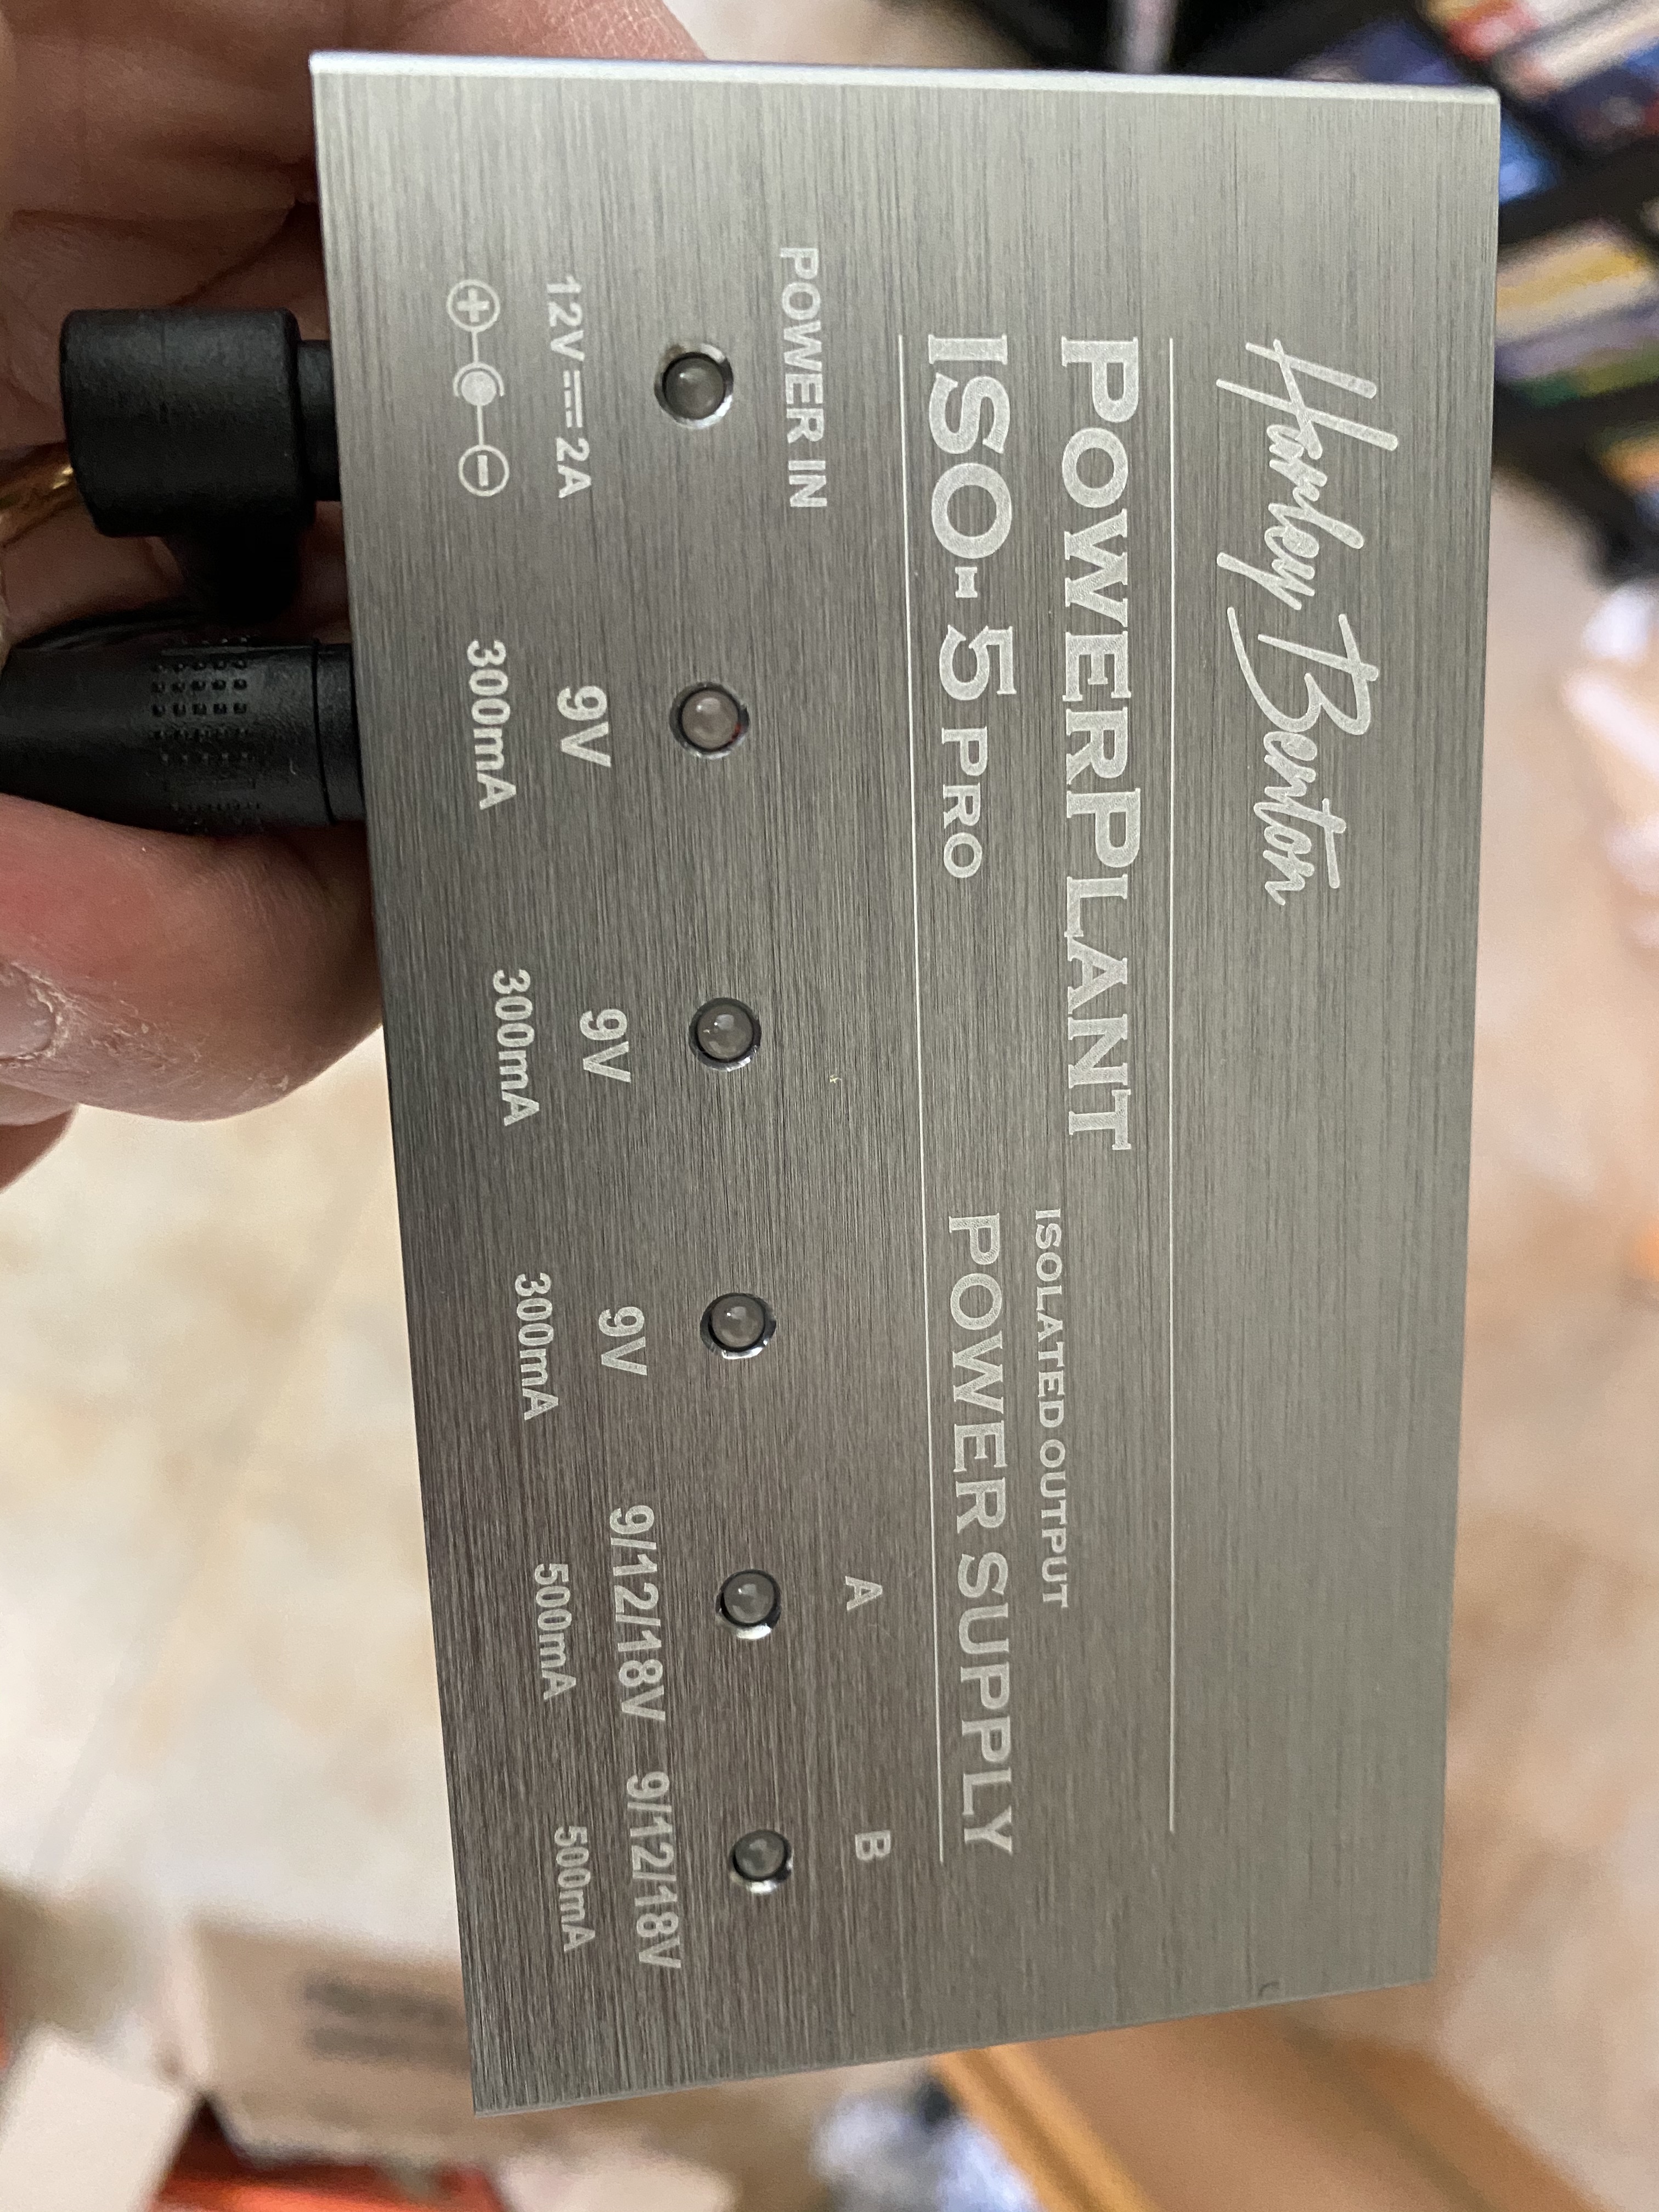 Harley Benton
POWERPLANT
ISO-5 PRO
ISOLATED OUTPUT
POWER SUPPLY
POWER IN
A
B
12V⎓2A
9V
9V
9V
9/12/18V
9/12/18V
+ -
300mA
300mA
300mA
500mA
500mA